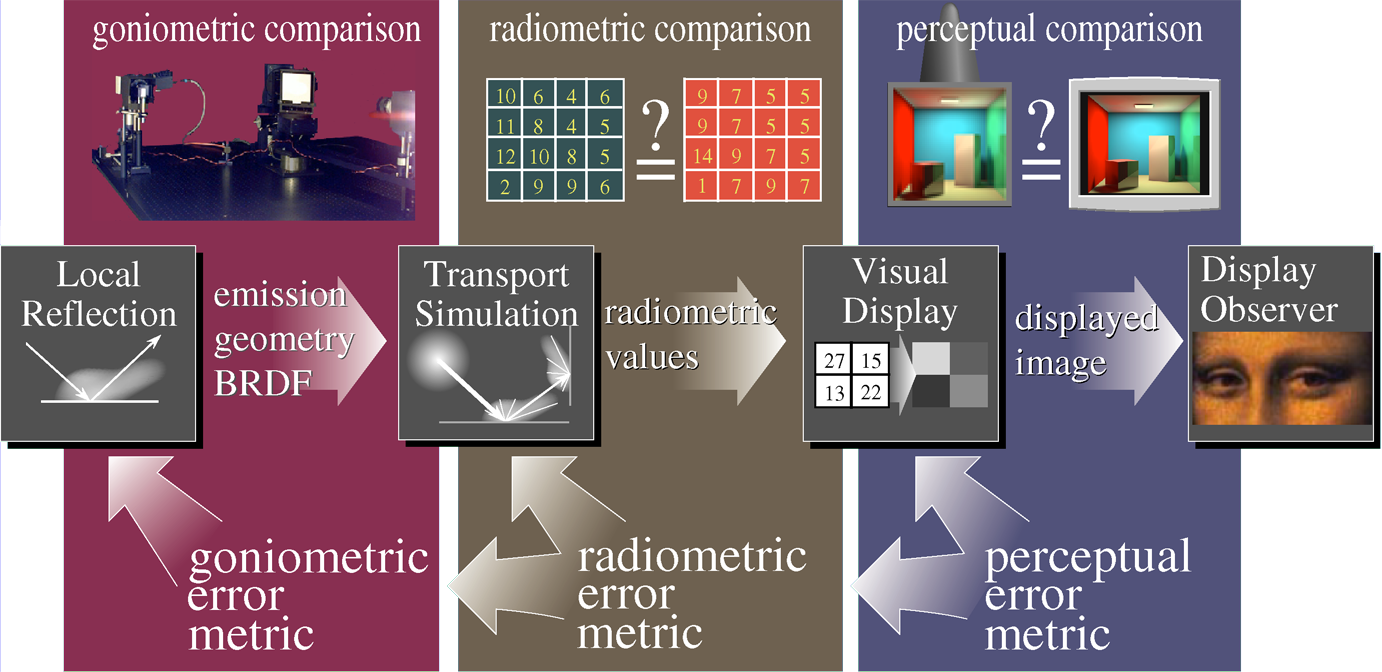 goniometric comparison
radiometric comparison
perceptual comparison
10 6 4 6
11 8 4 5
12 10 8 5
2 9 9 6
?
=
9 7 5 5
9 7 5 5
14 9 7 5
1 7 9 7
?
=
Local
Reflection
emission
geometry
BRDF
Transport
Simulation
radiometric
values
Visual
Display
27 15
13 22
displayed
image
Display
Observer
goniometric
error
metric
radiometric
error
metric
perceptual
error
metric